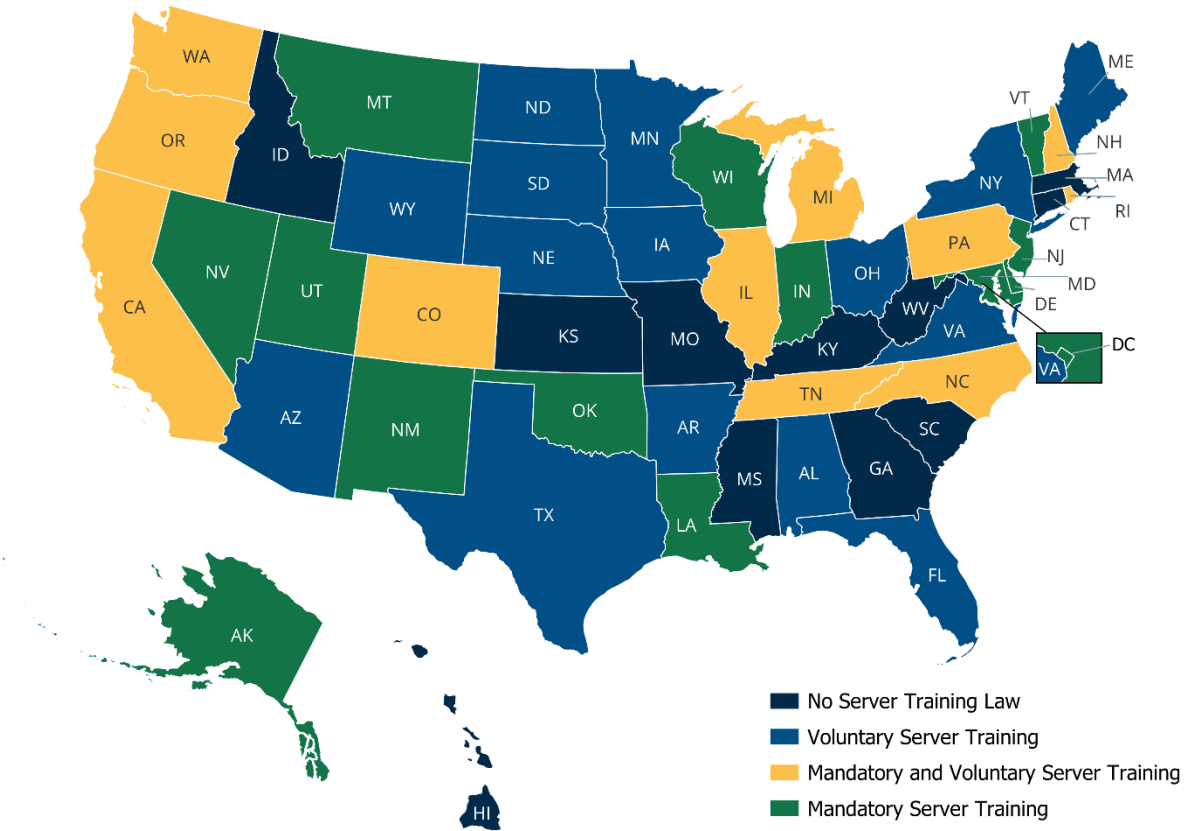 WA
OR
CA
ID
NV
MT
WY
UT
AZ
CO
NM
ND
SD
NE
KS
OK
TX
MN
IA
MO
AR
LA
WI
IL
MS
MI
IN
KY
TN
AL
OH
WV
VA
NC
SC
GA
FL
PA
NY
VT
ME
NH
MA
RI
CT
NJ
MD
DE
DC
VA
AK
HI
No Server Training Law
Voluntary Server Training
Mandatory and Voluntary Server Training
Mandatory Server Training